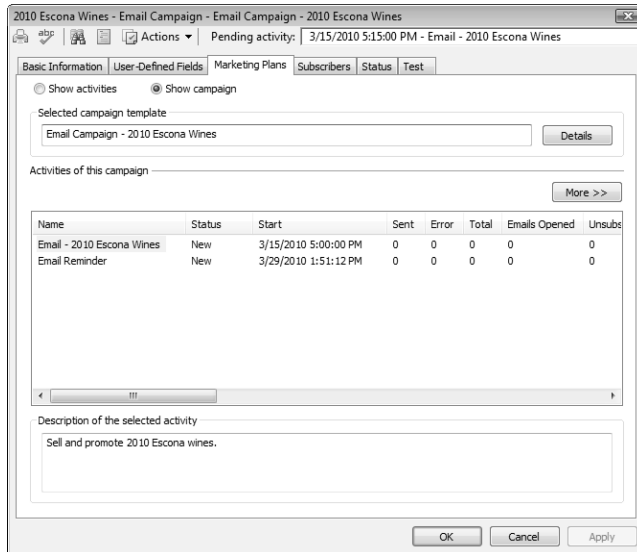 2010 Escona Wines - Email Campaign - Email Campaign - 2010 Escona Wines
abc Actions Pending activity: 3/15/2010 5:15:00 PM - Email - 2010 Escona Wines
Basic Information User-Defined Fields Marketing Plans Subscribers Status Test
Show activities Show campaign
Selected campaign template
Email Campaign - 2010 Escona Wines Details
Activities of this campaign
More >>
Name Status Start Sent Error Total Emails Opened Unsubs
Email - 2010 Escona Wines New 3/15/2010 5:00:00 PM 0 0 0 0 0
Email Reminder New 3/29/2010 1:51:12 PM 0 0 0 0 0
Description of the selected activity
Sell and promote 2010 Escona wines.
OK Cancel Apply